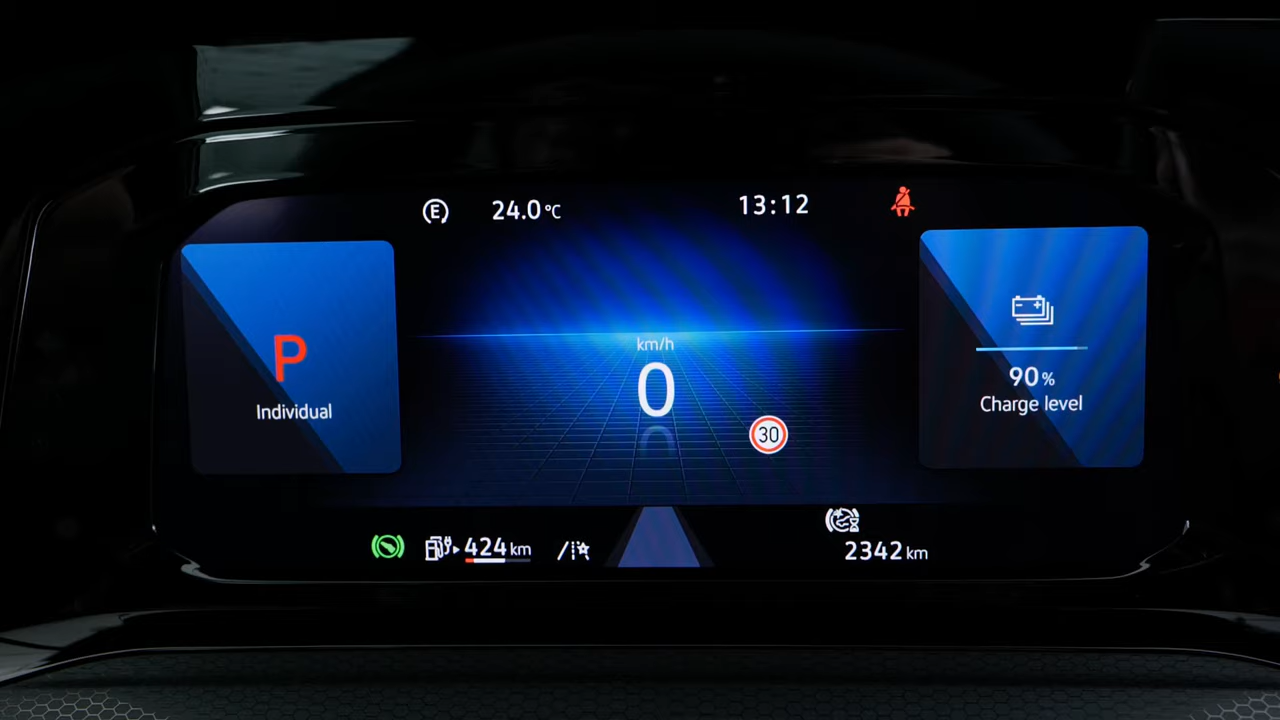 E
24.0°C
13:12
P
Individual
km/h
0
30
90%
Charge level
424 km
2342 km